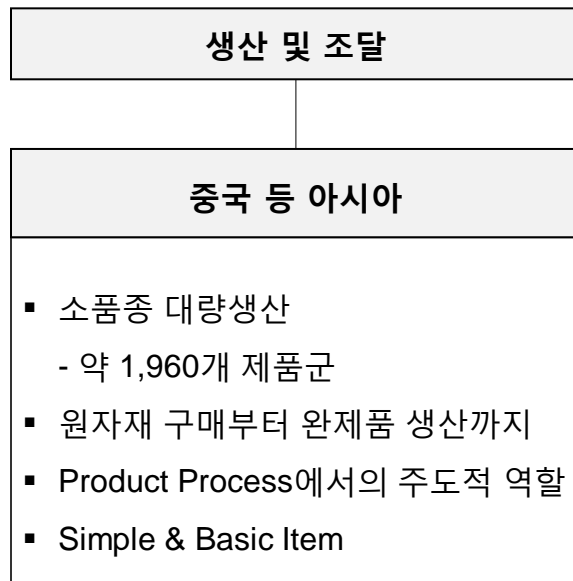 생산 및 조달
중국 등 아시아
▪ 소품종 대량생산
- 약 1,960개 제품군
▪ 원자재 구매부터 완제품 생산까지
▪ Product Process에서의 주도적 역할
▪ Simple & Basic Item